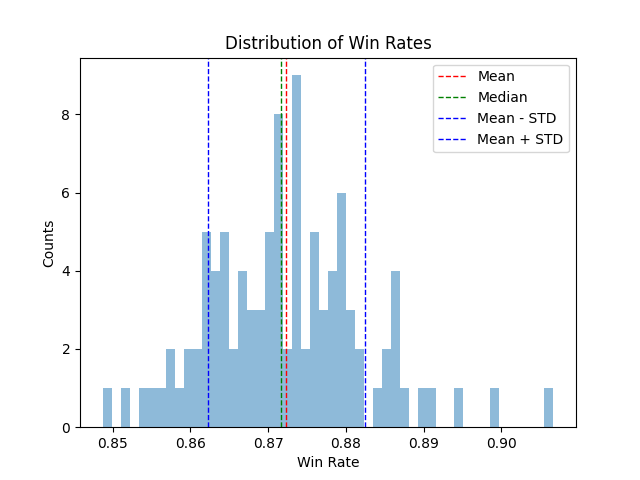 Distribution of Win Rates
Mean
Median
Mean - STD
Mean + STD
8
6
4
2
0
Counts
0.85 0.86 0.87 0.88 0.89 0.90
Win Rate